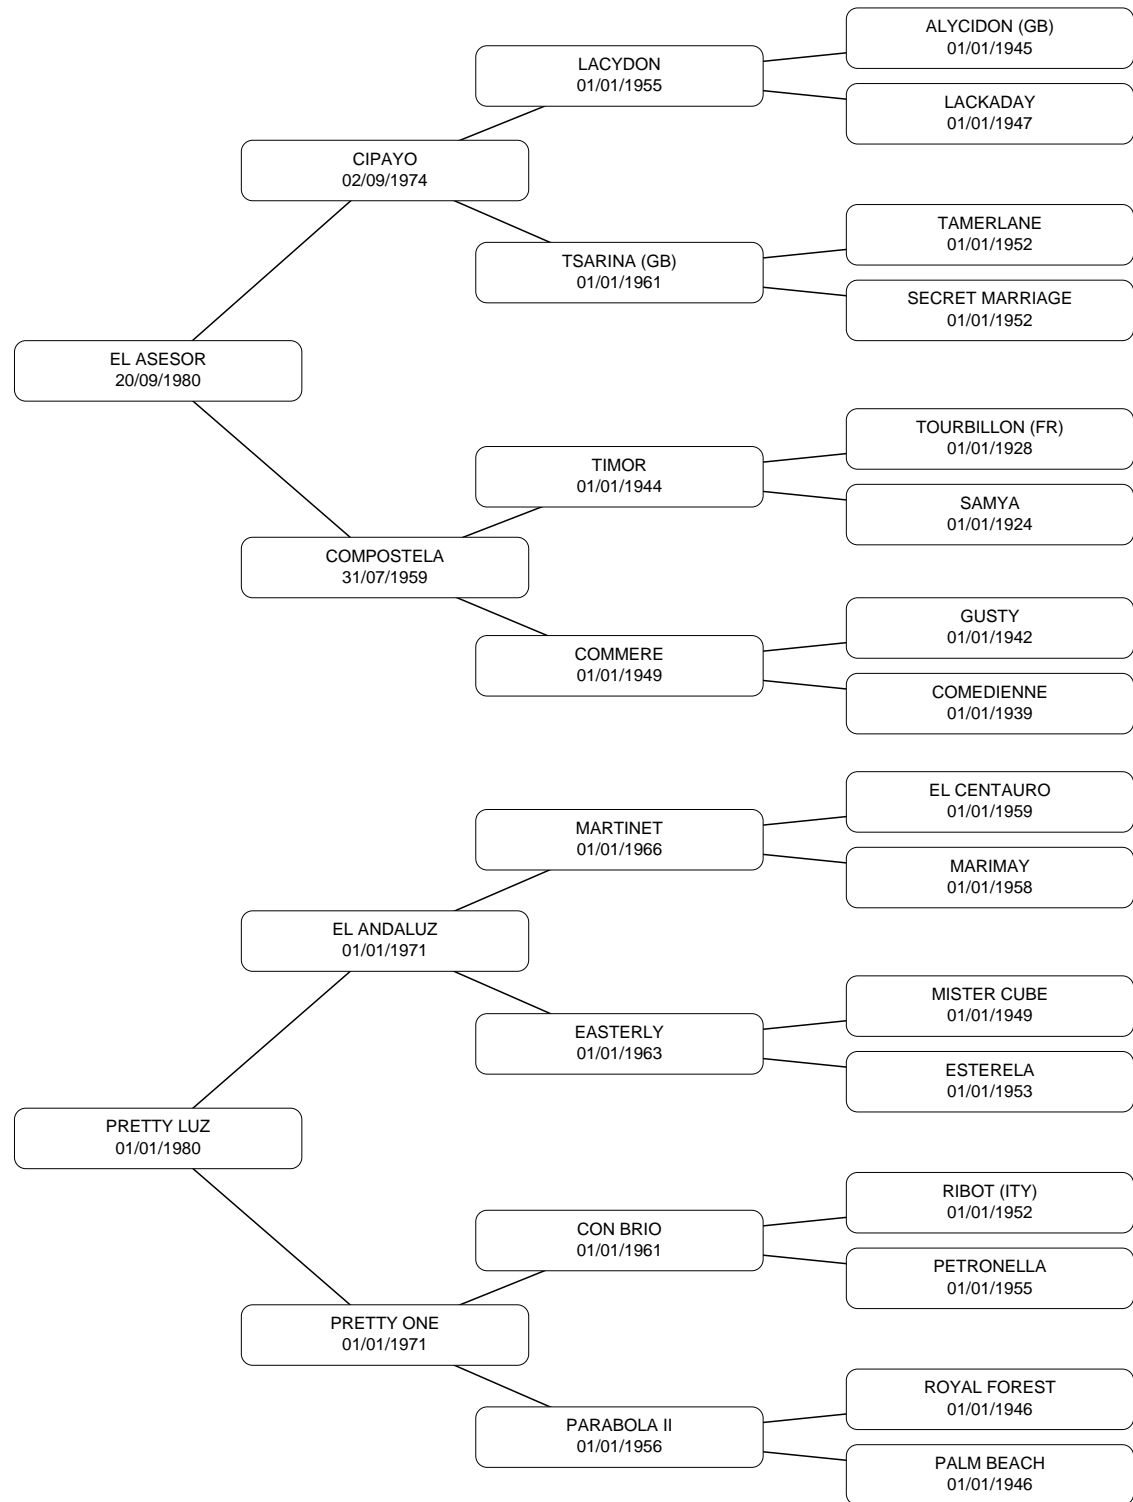 ALYCIDON (GB)
01/01/1945
LACYDON
01/01/1955
LACKADAY
01/01/1947
CIPAYO
02/09/1974
TAMERLANE
01/01/1952
TSARINA (GB)
01/01/1961
SECRET MARRIAGE
01/01/1952
EL ASESOR
20/09/1980
TOURBILLON (FR)
01/01/1928
TIMOR
01/01/1944
SAMYA
01/01/1924
COMPOSTELA
31/07/1959
GUSTY
01/01/1942
COMMERE
01/01/1949
COMEDIENNE
01/01/1939
EL CENTAURO
01/01/1959
MARTINET
01/01/1966
MARIMAY
01/01/1958
EL ANDALUZ
01/01/1971
MISTER CUBE
01/01/1949
EASTERLY
01/01/1963
ESTERELA
01/01/1953
PRETTY LUZ
01/01/1980
RIBOT (ITY)
01/01/1952
CON BRIO
01/01/1961
PETRONELLA
01/01/1955
PRETTY ONE
01/01/1971
ROYAL FOREST
01/01/1946
PARABOLA II
01/01/1956
PALM BEACH
01/01/1946